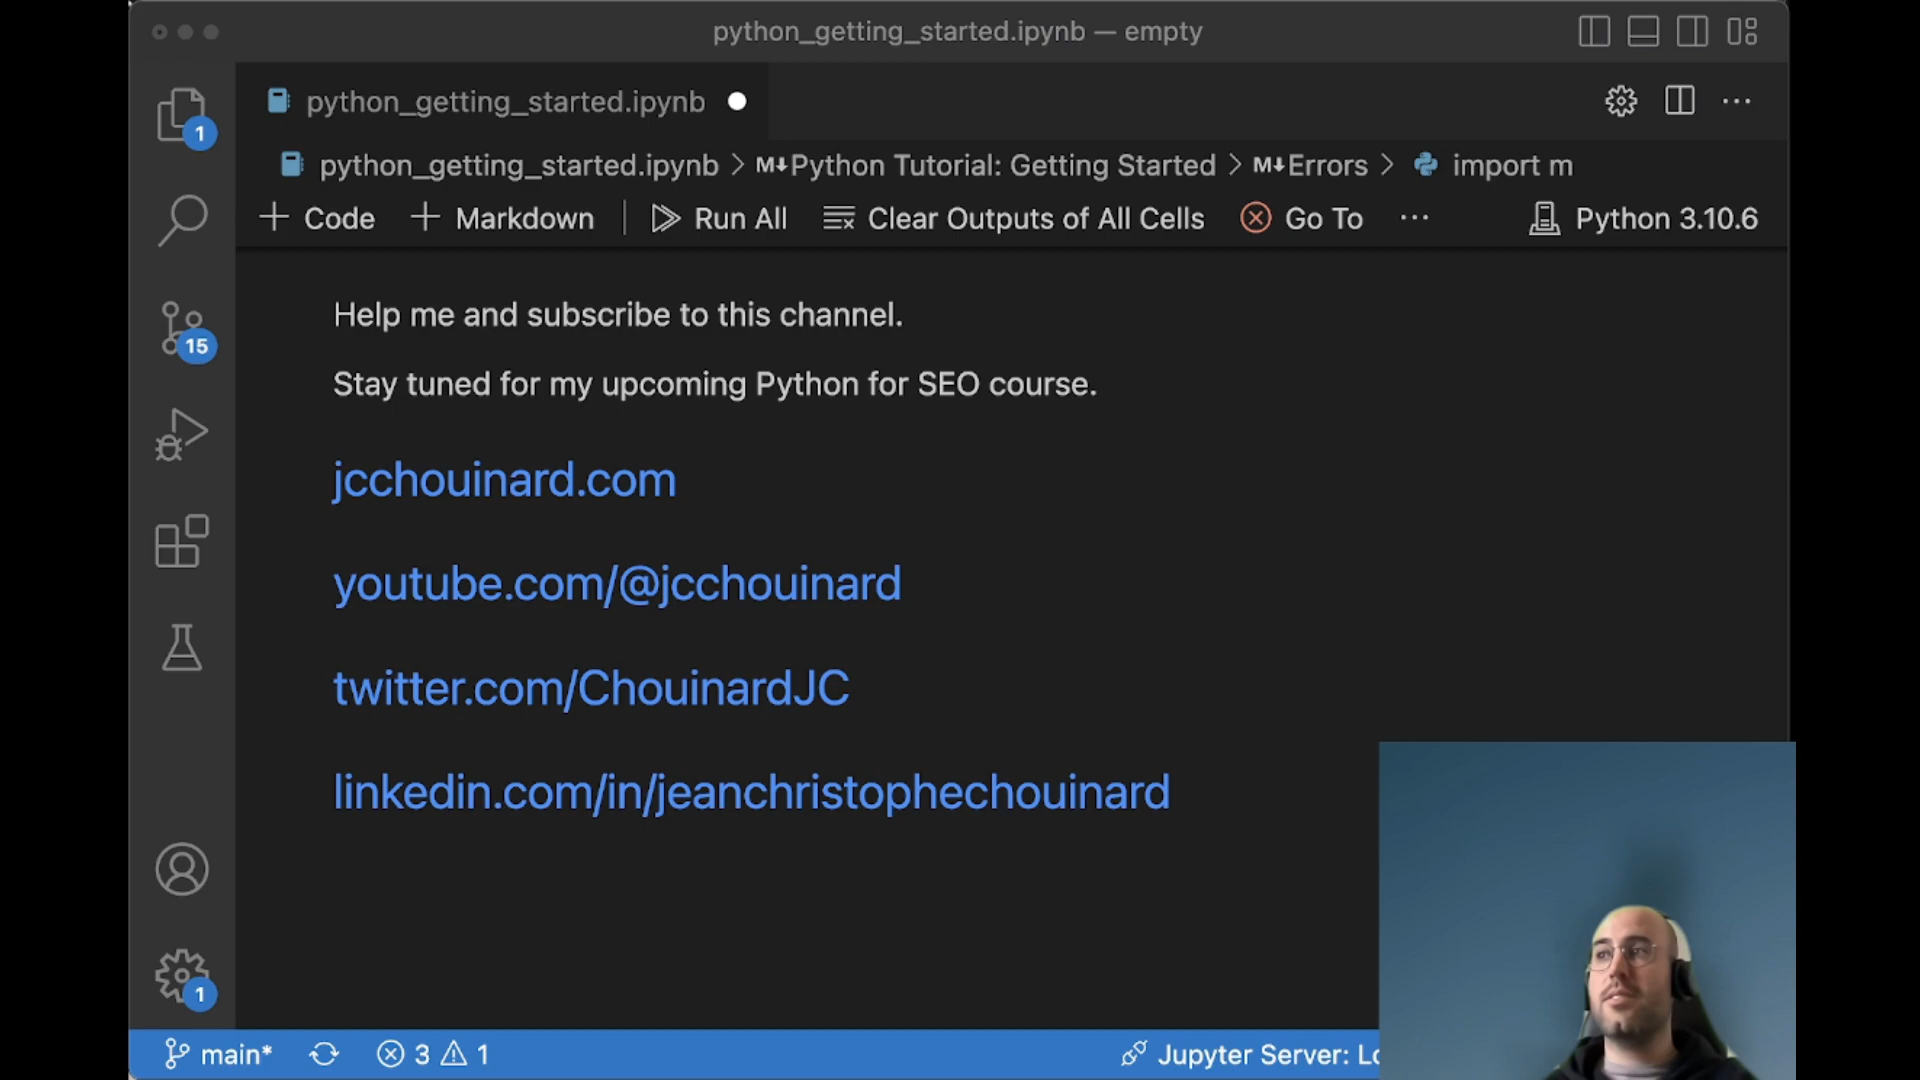 python_getting_started.ipynb — empty
python_getting_started.ipynb
python_getting_started.ipynb > M↓Python Tutorial: Getting Started > M↓Errors > import m
+ Code + Markdown | Run All Clear Outputs of All Cells Go To ··· Python 3.10.6
1
15
1
Help me and subscribe to this channel.
Stay tuned for my upcoming Python for SEO course.
jcchouinard.com
youtube.com/@jcchouinard
twitter.com/ChouinardJC
linkedin.com/in/jeanchristophechouinard
main* 3 1 Jupyter Server: Lo